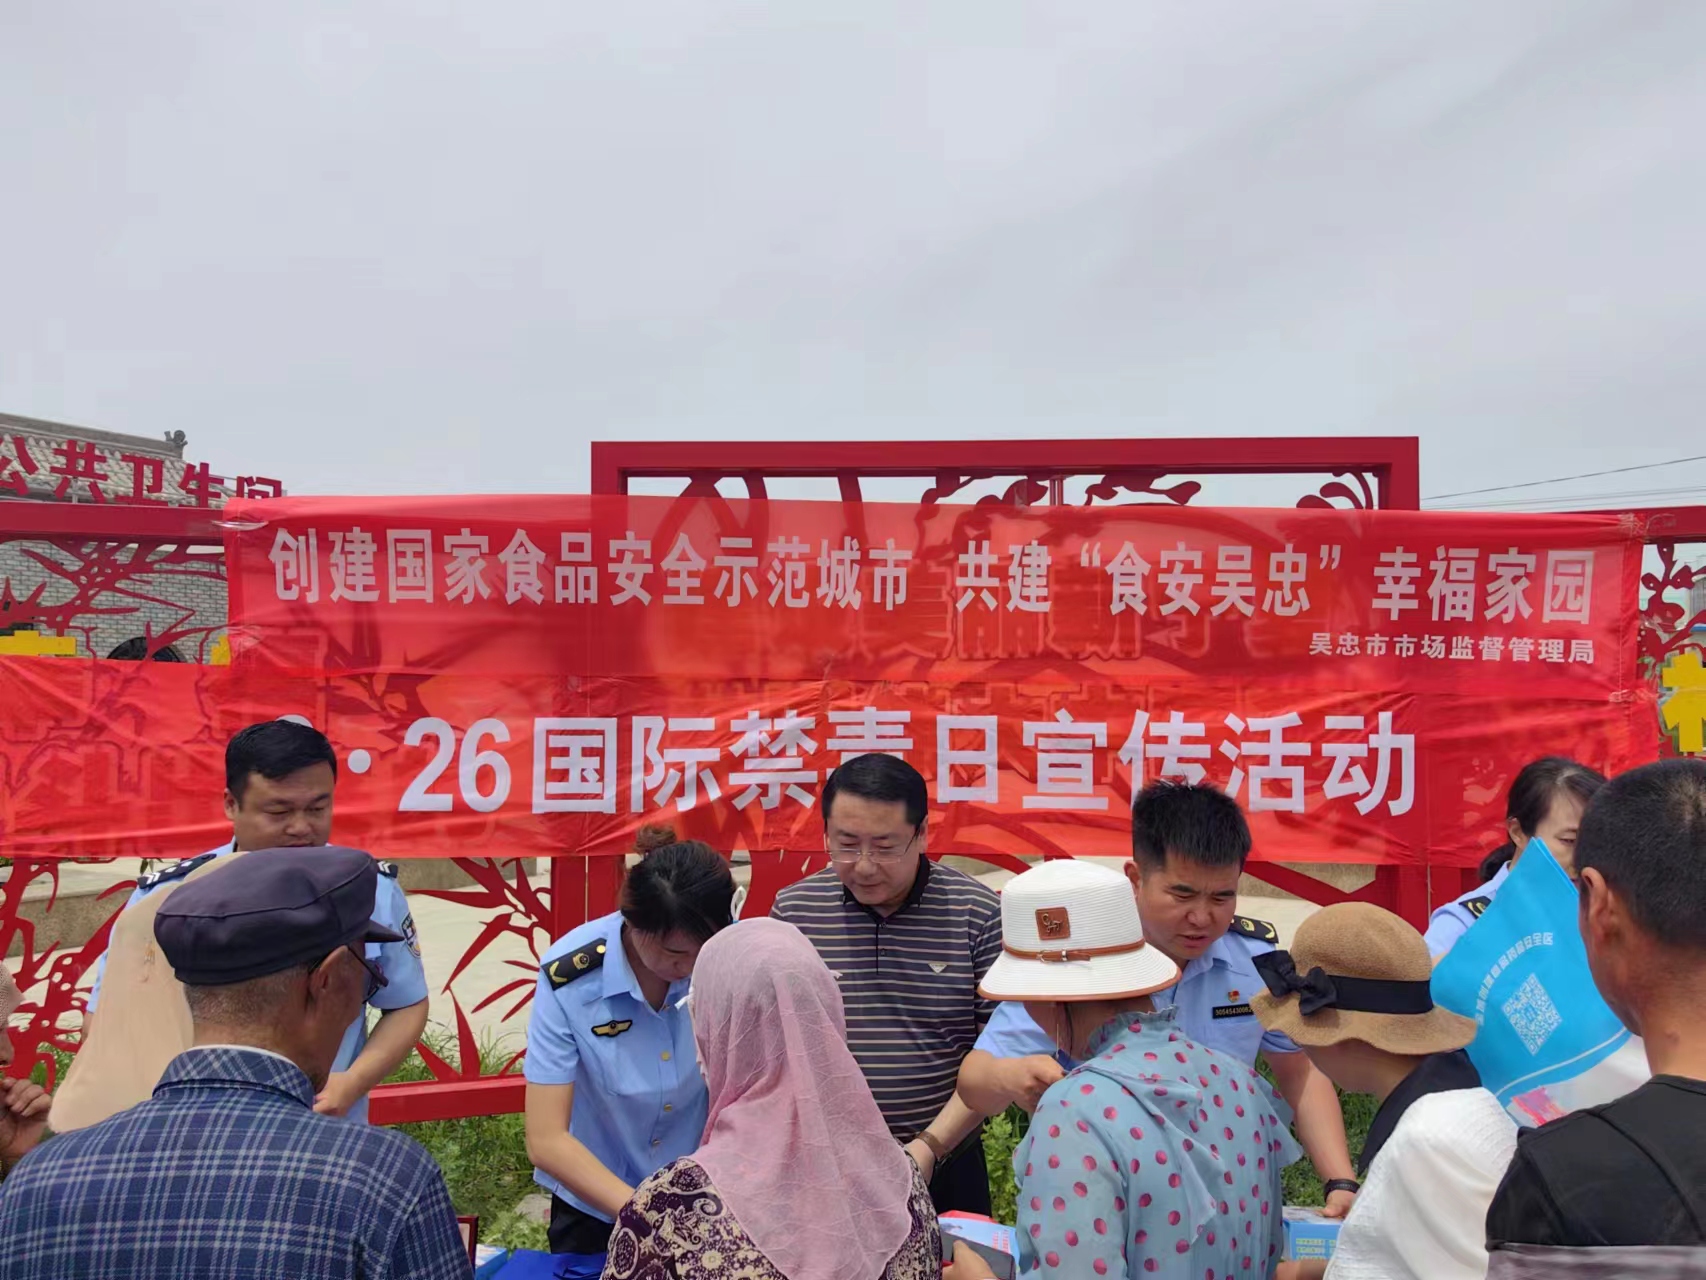 公共卫生间
创建国家食品安全示范城市 共建“食安吴忠”幸福家园
吴忠市市场监督管理局
·26国际禁毒日宣传活动